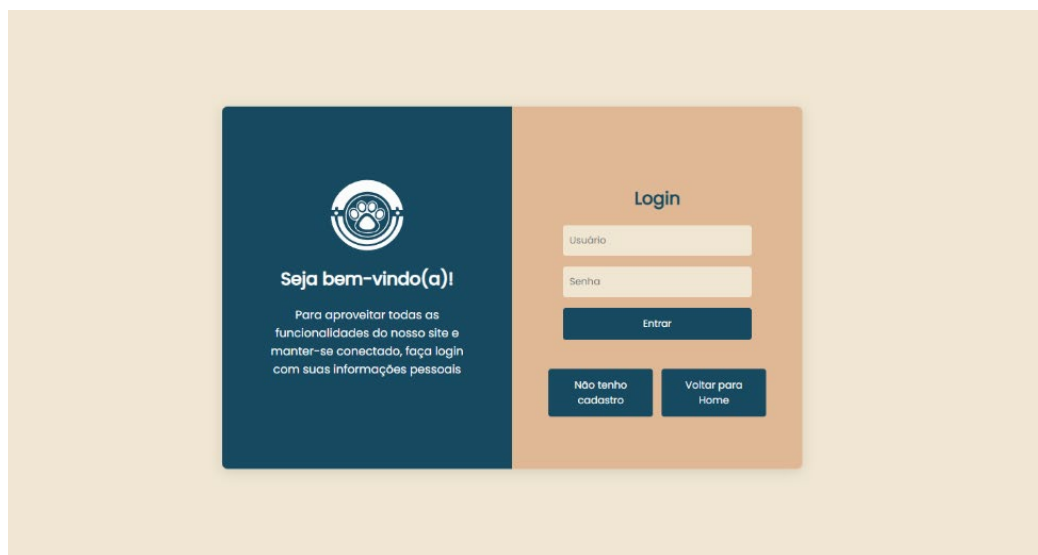 Seja bem-vindo(a)!
Para aproveitar todas as
funcionalidades do nosso site e
manter-se conectado, faça login
com suas informações pessoais
Login
Usuário
Senha
Entrar
Não tenho
cadastro
Voltar para
Home